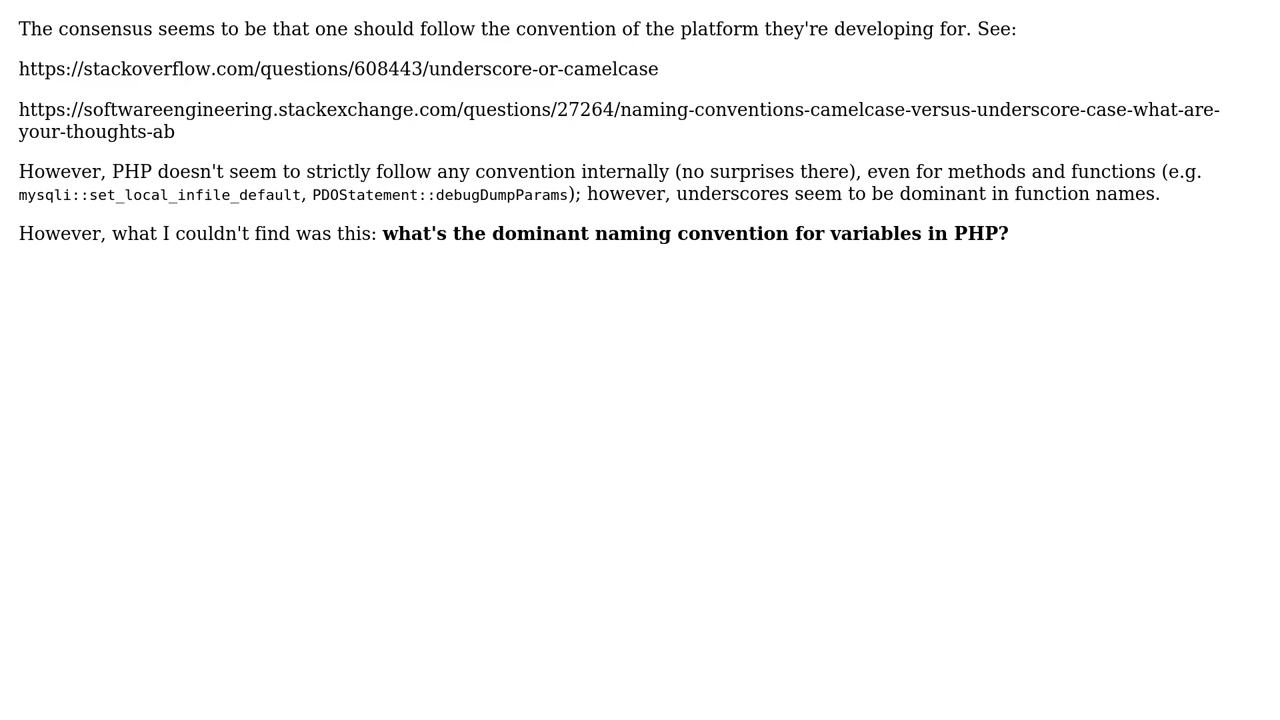 The consensus seems to be that one should follow the convention of the platform they're developing for. See:
https://stackoverflow.com/questions/608443/underscore-or-camelcase
https://softwareengineering.stackexchange.com/questions/27264/naming-conventions-camelcase-versus-underscore-case-what-are-
your-thoughts-ab
However, PHP doesn't seem to strictly follow any convention internally (no surprises there), even for methods and functions (e.g.
mysqli::set_local_infile_default, PDOStatement::debugDumpParams); however, underscores seem to be dominant in function names.
However, what I couldn't find was this: what's the dominant naming convention for variables in PHP?